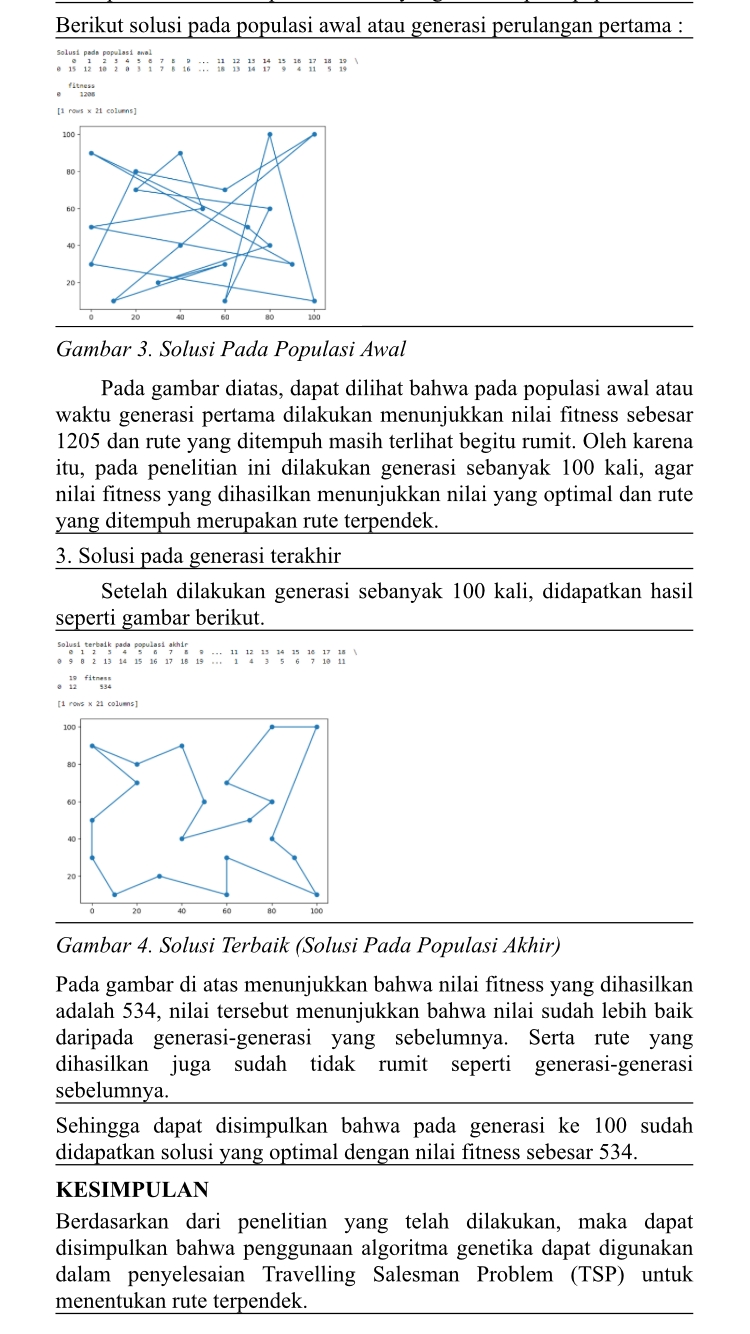 Berikut solusi pada populasi awal atau generasi perulangan pertama :
Solusi pada populasi awal
0 1 2 3 4 5 6 7 8 9 ... 11 12 13 14 15 16 17 18 19 \
0 15 12 10 2 0 3 1 7 8 16 ... 18 13 14 17 9 4 11 5 19
fitness
0 1208
[1 rows x 21 columns]
100
80
60
40
20
0 20 40 60 80 100
Gambar 3. Solusi Pada Populasi Awal
Pada gambar diatas, dapat dilihat bahwa pada populasi awal atau
waktu generasi pertama dilakukan menunjukkan nilai fitness sebesar
1205 dan rute yang ditempuh masih terlihat begitu rumit. Oleh karena
itu, pada penelitian ini dilakukan generasi sebanyak 100 kali, agar
nilai fitness yang dihasilkan menunjukkan nilai yang optimal dan rute
yang ditempuh merupakan rute terpendek.
3. Solusi pada generasi terakhir
Setelah dilakukan generasi sebanyak 100 kali, didapatkan hasil
seperti gambar berikut.
Solusi terbaik pada populasi akhir
0 1 2 3 4 5 6 7 8 9 ... 11 12 13 14 15 16 17 18 \
0 9 8 2 13 14 15 16 17 18 19 ... 1 4 3 5 6 7 10 11
19 fitness
0 12 534
[1 rows x 21 columns]
100
80
60
40
20
0 20 40 60 80 100
Gambar 4. Solusi Terbaik (Solusi Pada Populasi Akhir)
Pada gambar di atas menunjukkan bahwa nilai fitness yang dihasilkan
adalah 534, nilai tersebut menunjukkan bahwa nilai sudah lebih baik
daripada generasi-generasi yang sebelumnya. Serta rute yang
dihasilkan juga sudah tidak rumit seperti generasi-generasi
sebelumnya.
Sehingga dapat disimpulkan bahwa pada generasi ke 100 sudah
didapatkan solusi yang optimal dengan nilai fitness sebesar 534.
KESIMPULAN
Berdasarkan dari penelitian yang telah dilakukan, maka dapat
disimpulkan bahwa penggunaan algoritma genetika dapat digunakan
dalam penyelesaian Travelling Salesman Problem (TSP) untuk
menentukan rute terpendek.